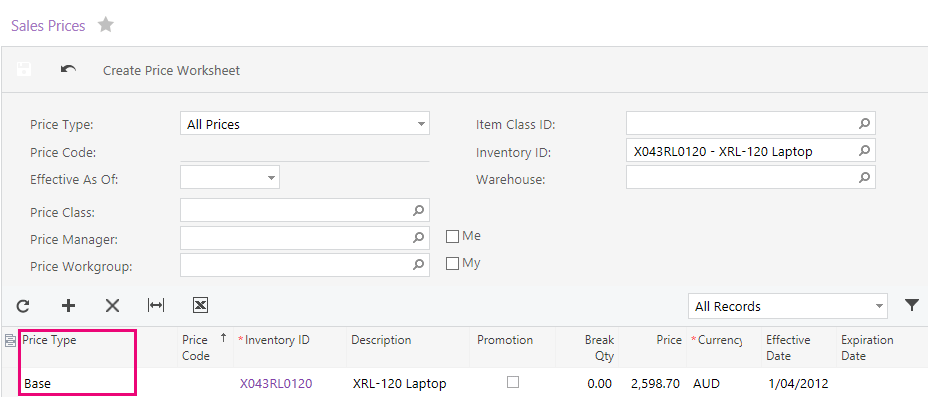 Sales Prices
Create Price Worksheet
Price Type: All Prices Item Class ID:
Price Code: Inventory ID: X043RL0120 - XRL-120 Laptop
Effective As Of: Warehouse:
Price Class:
Price Manager: Me
Price Workgroup: My
All Records
Price Type Price Code *Inventory ID Description Promotion Break Qty Price *Currency Effective Date Expiration Date
Base X043RL0120 XRL-120 Laptop 0.00 2,598.70 AUD 1/04/2012